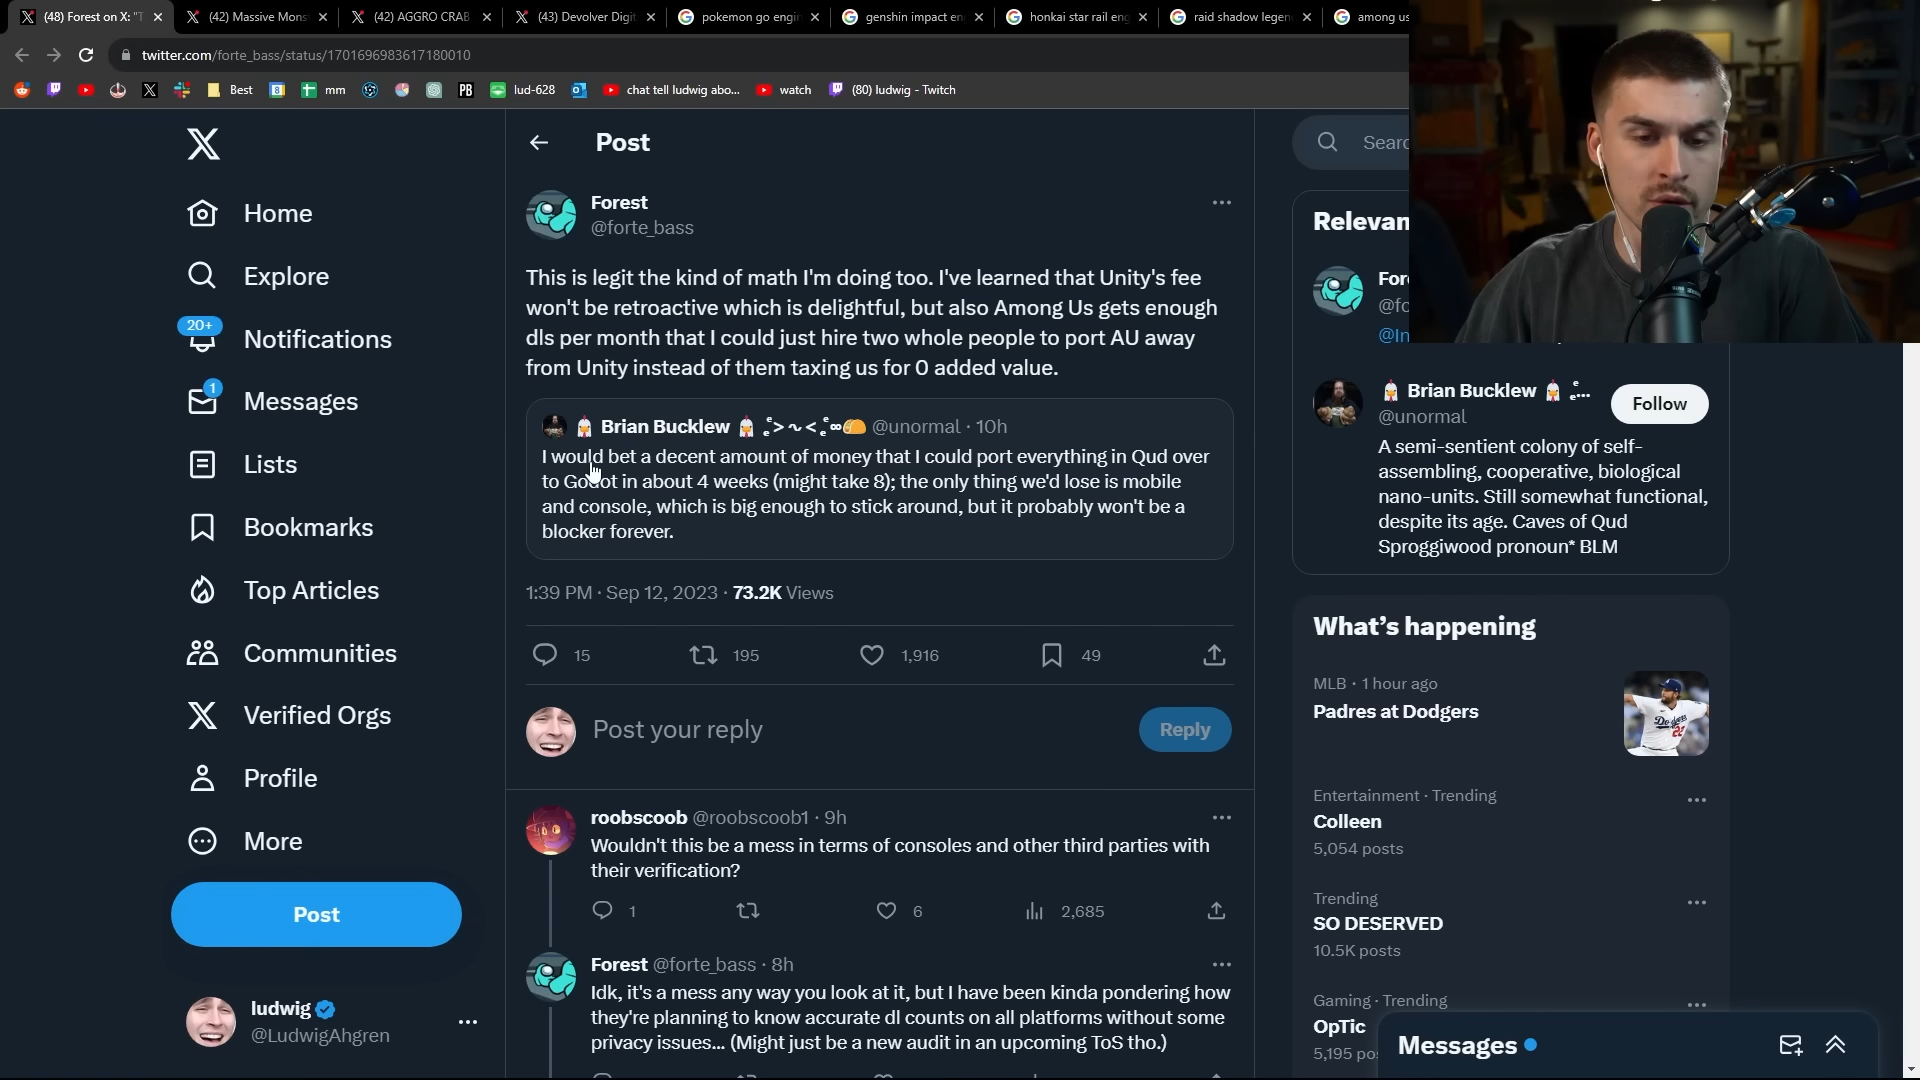 (48) Forest on X: "T
(42) Massive Mons
(42) AGGRO CRAB
(43) Devolver Digit
pokemon go engi
genshin impact en
honkai star rail eng
raid shadow legen
among us
twitter.com/forte_bass/status/1701696983617180010
Best
mm
PB
lud-628
chat tell ludwig abo...
watch
(80) ludwig - Twitch
Home
Explore
20+
Notifications
1
Messages
Lists
Bookmarks
Top Articles
Communities
Verified Orgs
Profile
More
Post
ludwig
@LudwigAhgren
Post
Forest
@forte_bass
This is legit the kind of math I'm doing too. I've learned that Unity's fee
won't be retroactive which is delightful, but also Among Us gets enough
dls per month that I could just hire two whole people to port AU away
from Unity instead of them taxing us for 0 added value.
Brian Bucklew @unormal · 10h
I would bet a decent amount of money that I could port everything in Qud over
to Godot in about 4 weeks (might take 8); the only thing we'd lose is mobile
and console, which is big enough to stick around, but it probably won't be a
blocker forever.
1:39 PM · Sep 12, 2023 · 73.2K Views
15
195
1,916
49
Post your reply
Reply
roobscoob @roobscoob1 · 9h
Wouldn't this be a mess in terms of consoles and other third parties with
their verification?
1
6
2,685
Forest @forte_bass · 8h
Idk, it's a mess any way you look at it, but I have been kinda pondering how
they're planning to know accurate dl counts on all platforms without some
privacy issues... (Might just be a new audit in an upcoming ToS tho.)
Searc
Relevan
Fore
@fo
@In
Brian Bucklew
@unormal
Follow
A semi-sentient colony of self-
assembling, cooperative, biological
nano-units. Still somewhat functional,
despite its age. Caves of Qud
Sproggiwood pronoun* BLM
What's happening
MLB · 1 hour ago
Padres at Dodgers
Entertainment · Trending
Colleen
5,054 posts
Trending
SO DESERVED
10.5K posts
Gaming · Trending
OpTic
5,195 pos
Messages